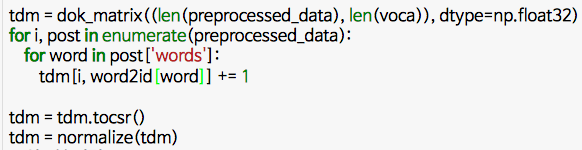 tdm = dok_matrix((len(preprocessed_data), len(voca)), dtype=np.float32)
for i, post in enumerate(preprocessed_data):
    for word in post['words']:
        tdm[i, word2id[word]] += 1

tdm = tdm.tocsr()
tdm = normalize(tdm)